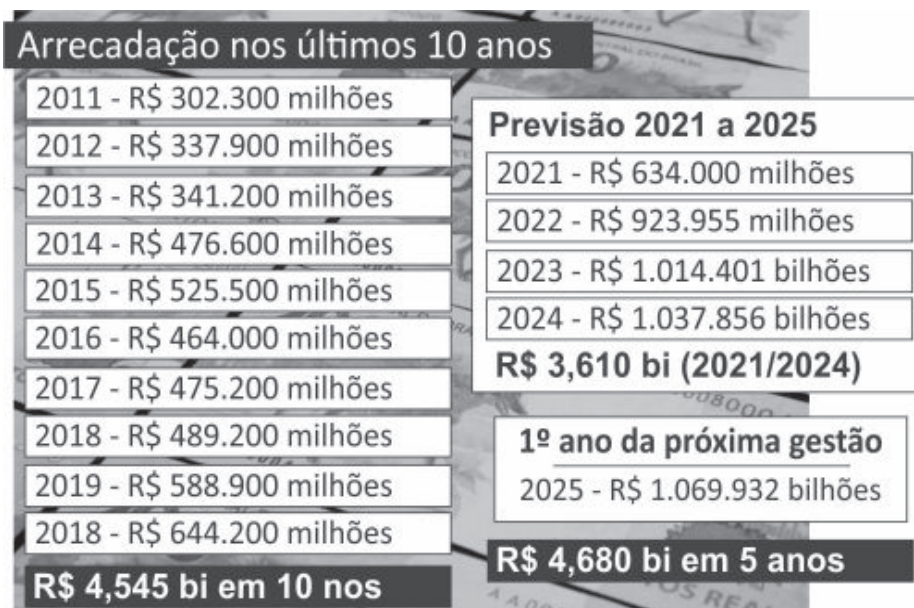 Arrecadação nos últimos 10 anos
2011 - R$ 302.300 milhões
2012 - R$ 337.900 milhões
2013 - R$ 341.200 milhões
2014 - R$ 476.600 milhões
2015 - R$ 525.500 milhões
2016 - R$ 464.000 milhões
2017 - R$ 475.200 milhões
2018 - R$ 489.200 milhões
2019 - R$ 588.900 milhões
2018 - R$ 644.200 milhões
R$ 4,545 bi em 10 nos
Previsão 2021 a 2025
2021 - R$ 634.000 milhões
2022 - R$ 923.955 milhões
2023 - R$ 1.014.401 bilhões
2024 - R$ 1.037.856 bilhões
R$ 3,610 bi (2021/2024)
1º ano da próxima gestão
2025 - R$ 1.069.932 bilhões
R$ 4,680 bi em 5 anos